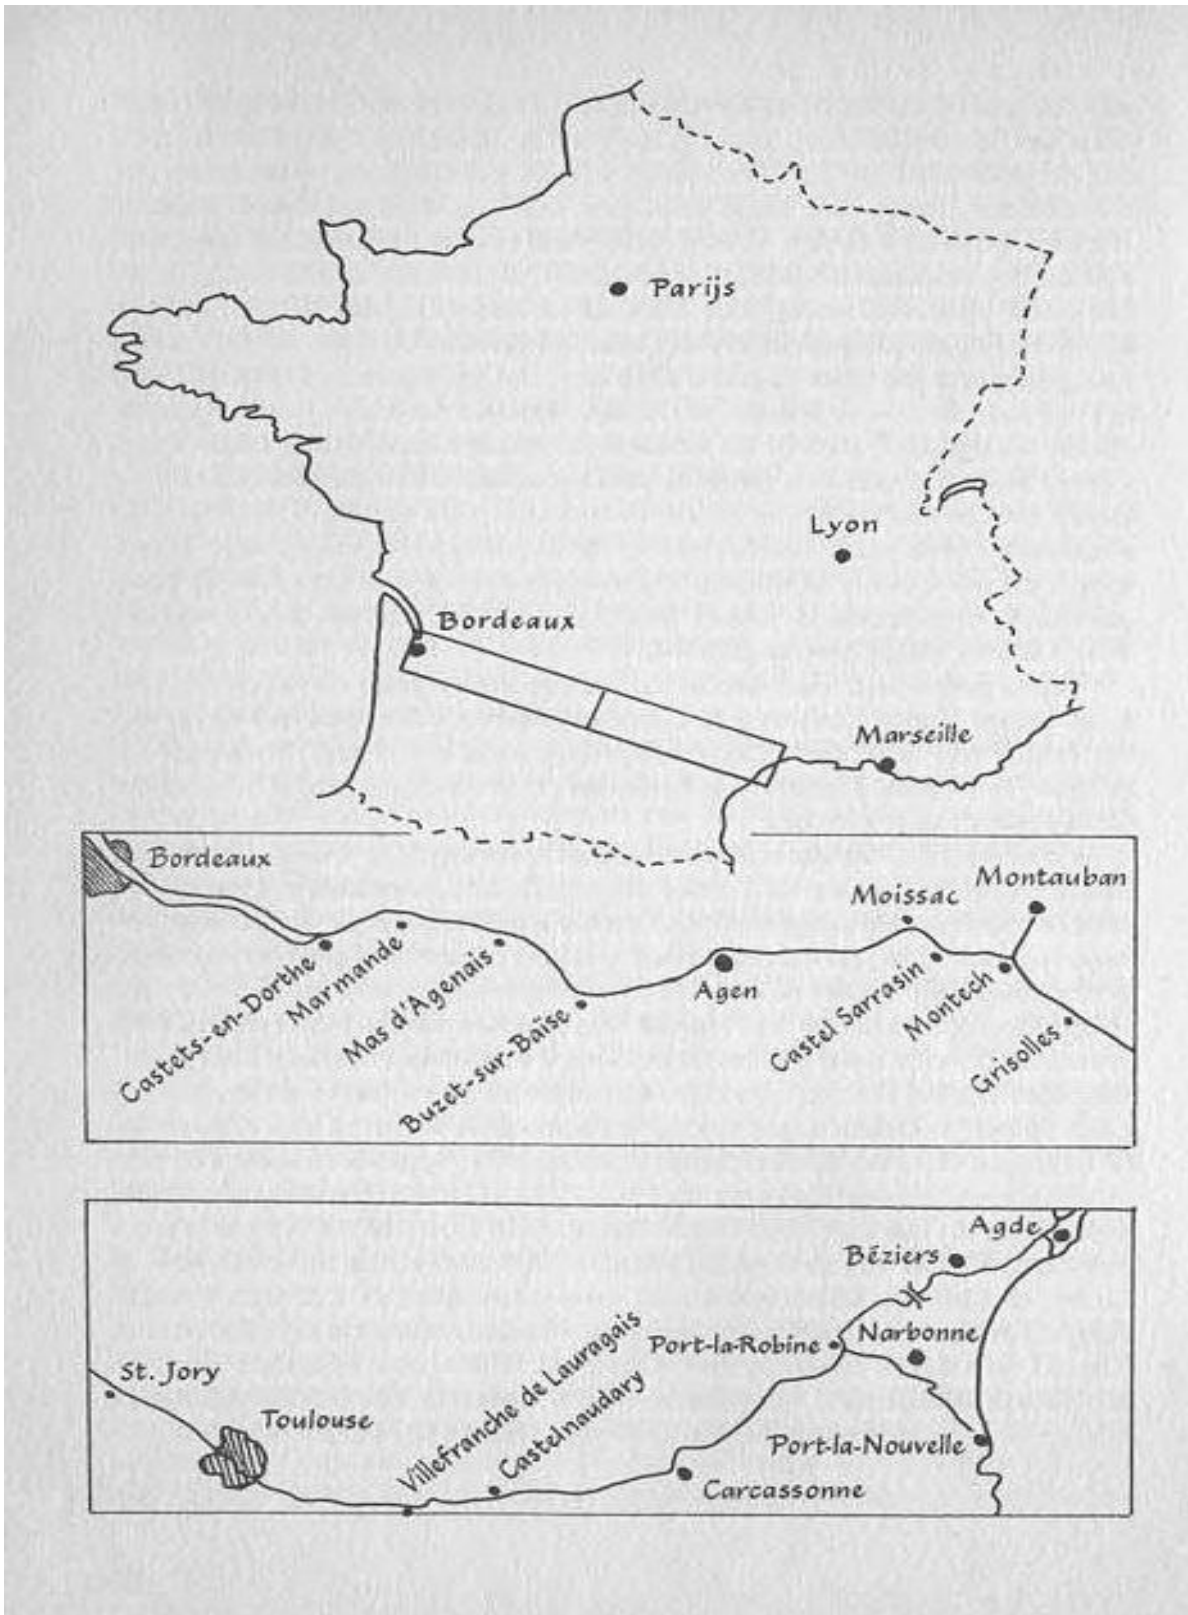 Parijs
Lyon
Bordeaux
Marseille
Bordeaux
Moissac
Montauban
Castets-en-Dorthe
Marmande
Mas d'Agenais
Buzet-sur-Baïse
Agen
Castel Sarrasin
Montech
Grisolles
Agde
Béziers
Port-la-Robine
Narbonne
St. Jory
Toulouse
Villefranche de Lauragais
Castelnaudary
Port-la-Nouvelle
Carcassonne